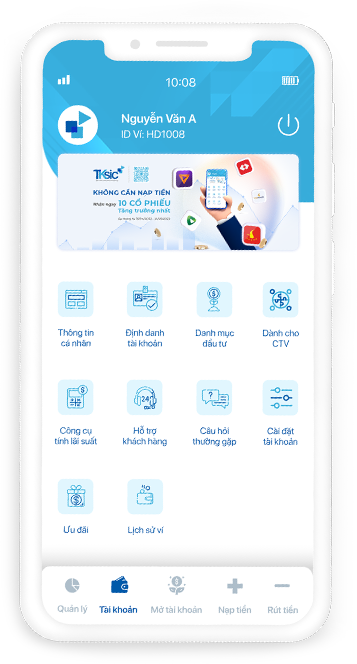 10:08
Nguyễn Văn A
ID Ví: HD1008
TKsic
KHÔNG CẦN NẠP TIỀN
Nhận ngay 10 CỔ PHIẾU
Tăng trưởng nhất
Thông tin
cá nhân
Định danh
tài khoản
Danh mục
đầu tư
Dành cho
CTV
Công cụ
tính lãi suất
24
Hỗ trợ
khách hàng
Câu hỏi
thường gặp
Cài đặt
tài khoản
Ưu đãi
Lịch sử ví
Quản lý
Tài khoản
Mở tài khoản
Nạp tiền
Rút tiền